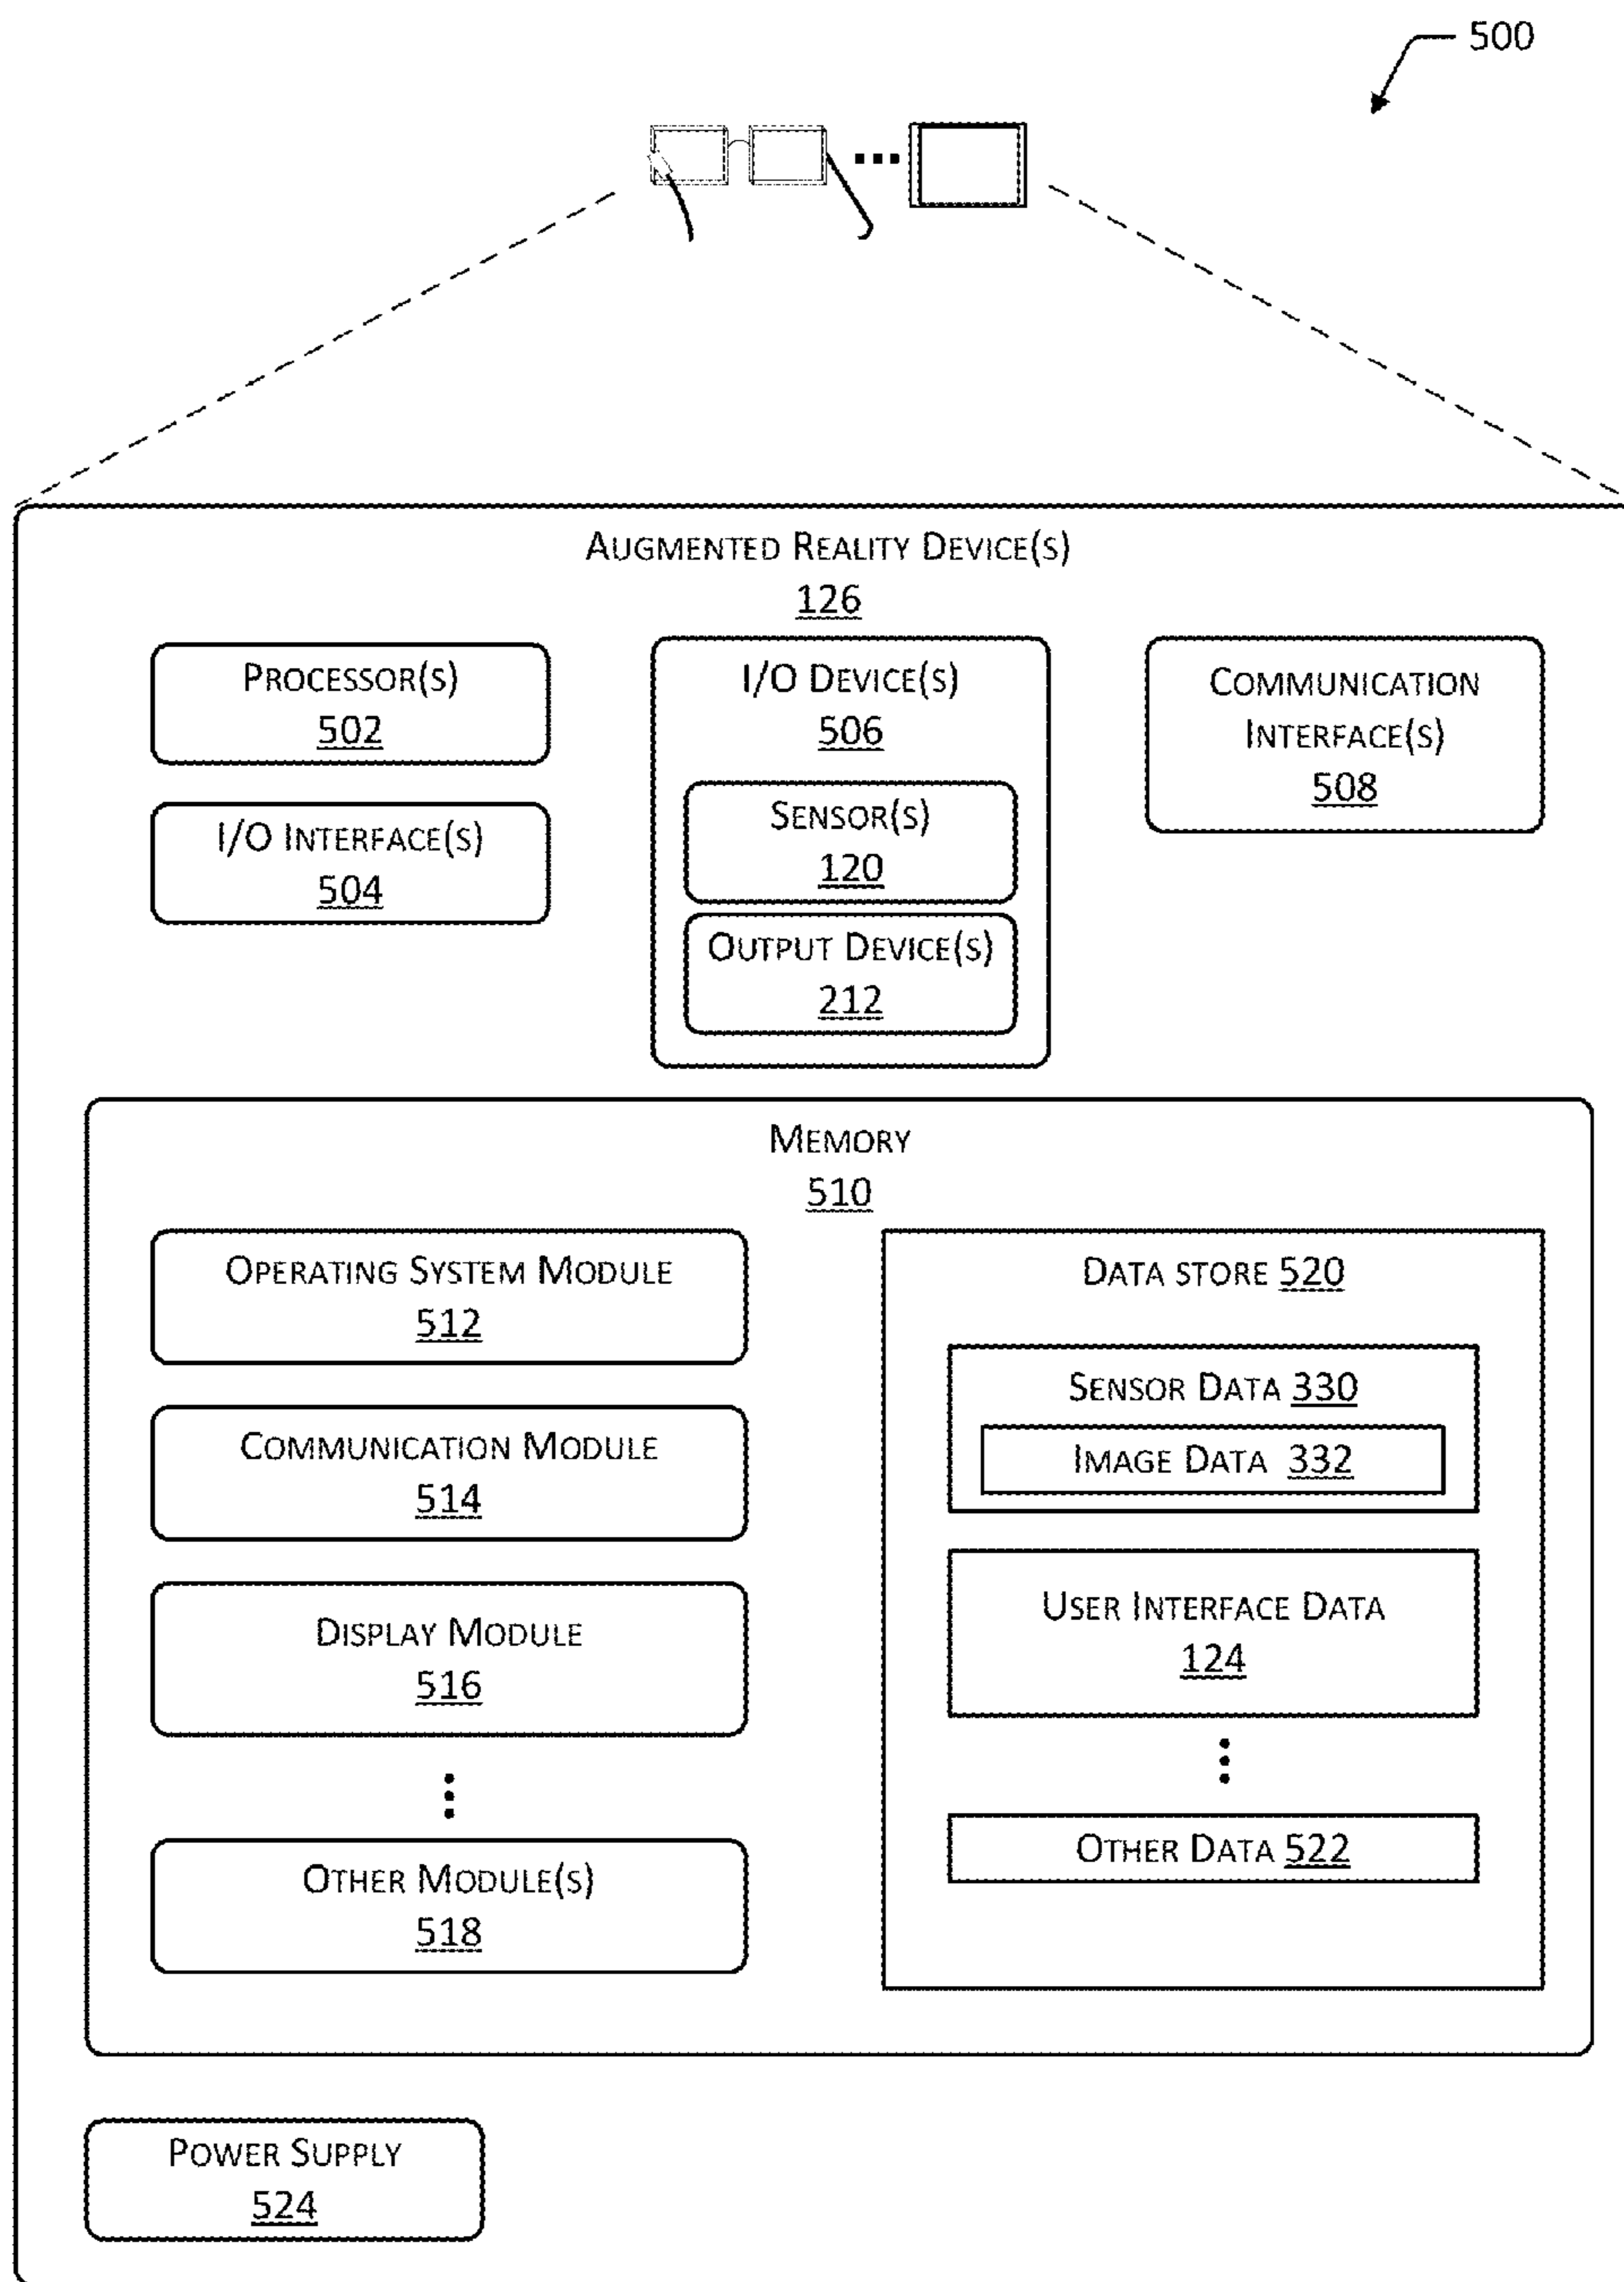 500
AUGMENTED REALITY DEVICE(S)
126
PROCESSOR(S)
502
I/O INTERFACE(S)
504
I/O DEVICE(S)
506
SENSOR(S)
120
OUTPUT DEVICE(S)
212
COMMUNICATION
INTERFACE(S)
508
MEMORY
510
OPERATING SYSTEM MODULE
512
COMMUNICATION MODULE
514
DISPLAY MODULE
516
OTHER MODULE(S)
518
DATA STORE 520
SENSOR DATA 330
IMAGE DATA 332
USER INTERFACE DATA
124
OTHER DATA 522
POWER SUPPLY
524